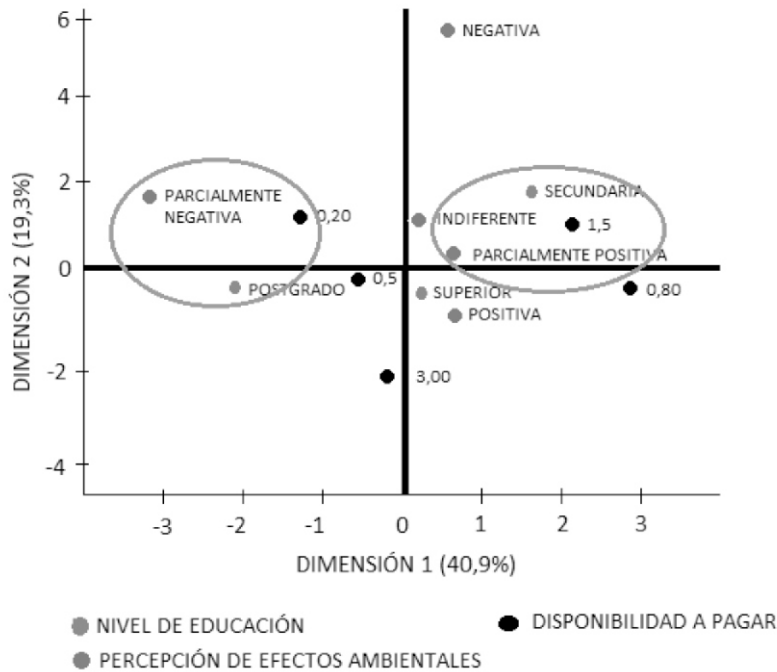 6
NEGATIVA
4
2
PARCIALMENTE
NEGATIVA
0,20
SECUNDARIA
INDIFERENTE
1,5
PARCIALMENTE POSITIVA
0
POSTGRADO
0,5
SUPERIOR
0,80
POSITIVA
-2
3,00
-4
DIMENSIÓN 2 (19,3%)
-3 -2 -1 0 1 2 3
DIMENSIÓN 1 (40,9%)
NIVEL DE EDUCACIÓN
DISPONIBILIDAD A PAGAR
PERCEPCIÓN DE EFECTOS AMBIENTALES